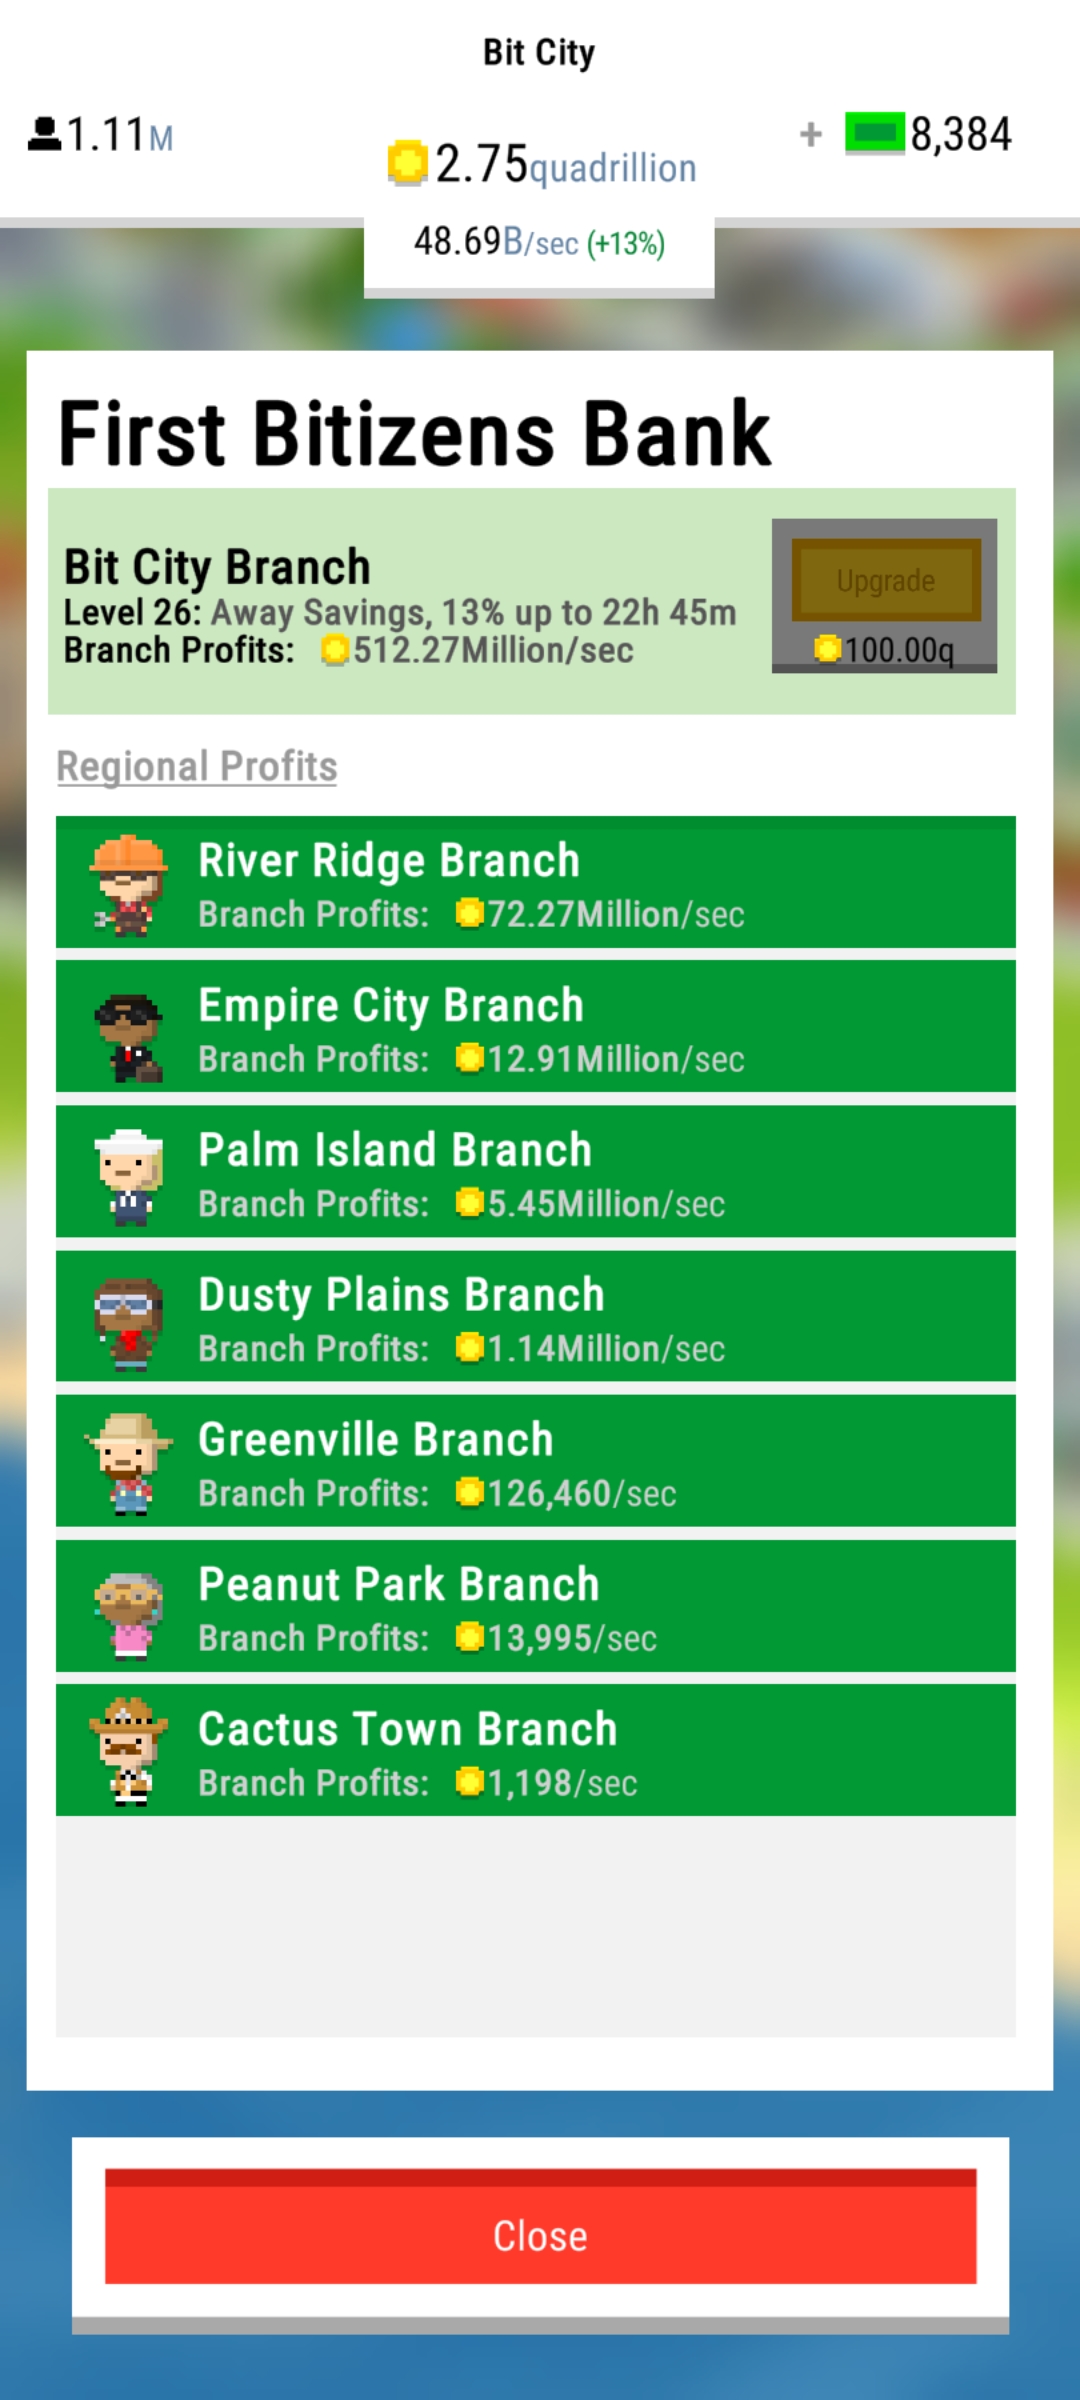 Bit City
1.11M
2.75quadrillion
+ 8,384
48.69B/sec (+13%)
First Bitizens Bank
Bit City Branch
Level 26: Away Savings, 13% up to 22h 45m
Branch Profits: 512.27Million/sec
Upgrade
100.00q
Regional Profits
River Ridge Branch
Branch Profits: 72.27Million/sec
Empire City Branch
Branch Profits: 12.91Million/sec
Palm Island Branch
Branch Profits: 5.45Million/sec
Dusty Plains Branch
Branch Profits: 1.14Million/sec
Greenville Branch
Branch Profits: 126,460/sec
Peanut Park Branch
Branch Profits: 13,995/sec
Cactus Town Branch
Branch Profits: 1,198/sec
Close